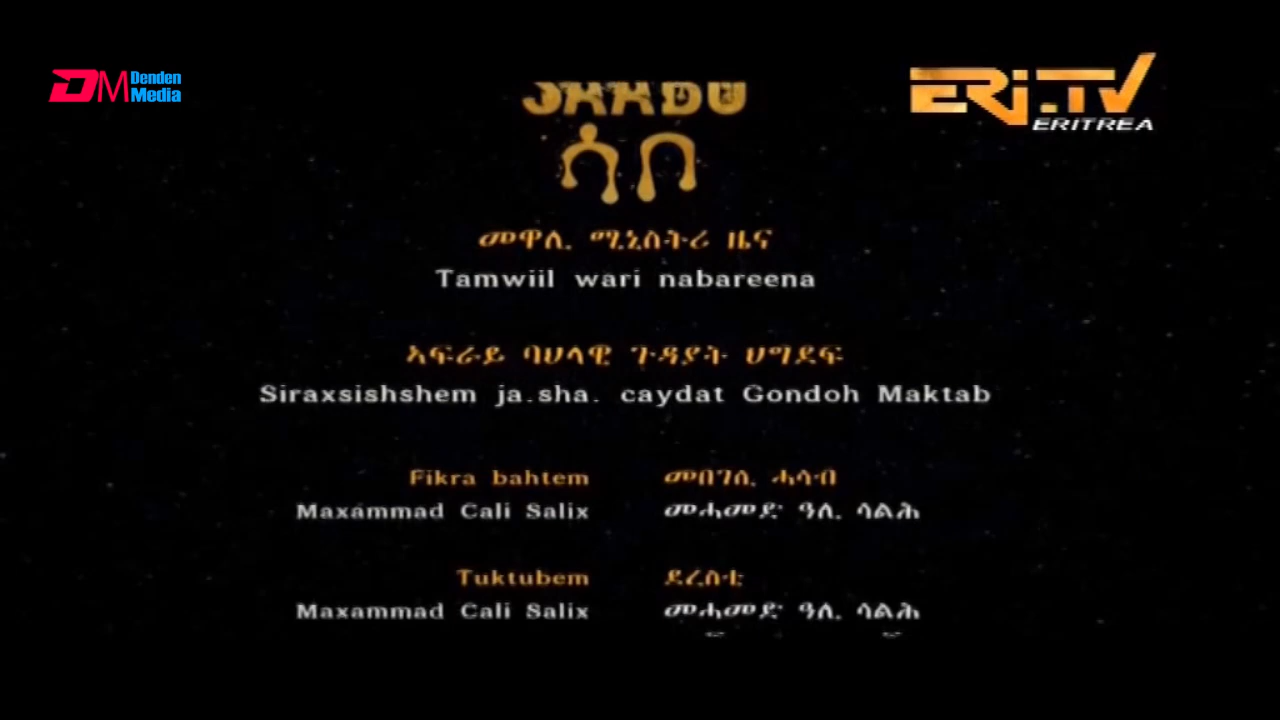 DM Denden Media
ERi.TV
ERITREA
ሳበ
መዋሊ ሚኒስትሪ ዜና
Tamwiil wari nabareena
ኣፍራይ ባህላዊ ጉዳያት ህግደፍ
Siraxsishshem ja.sha. caydat Gondoh Maktab
Fikra bahtem መበገሲ ሓሳብ
Maxammad Cali Salix መሓመድ ዓሊ ሳልሕ
Tuktubem ደረስቲ
Maxammad Cali Salix መሓመድ ዓሊ ሳልሕ